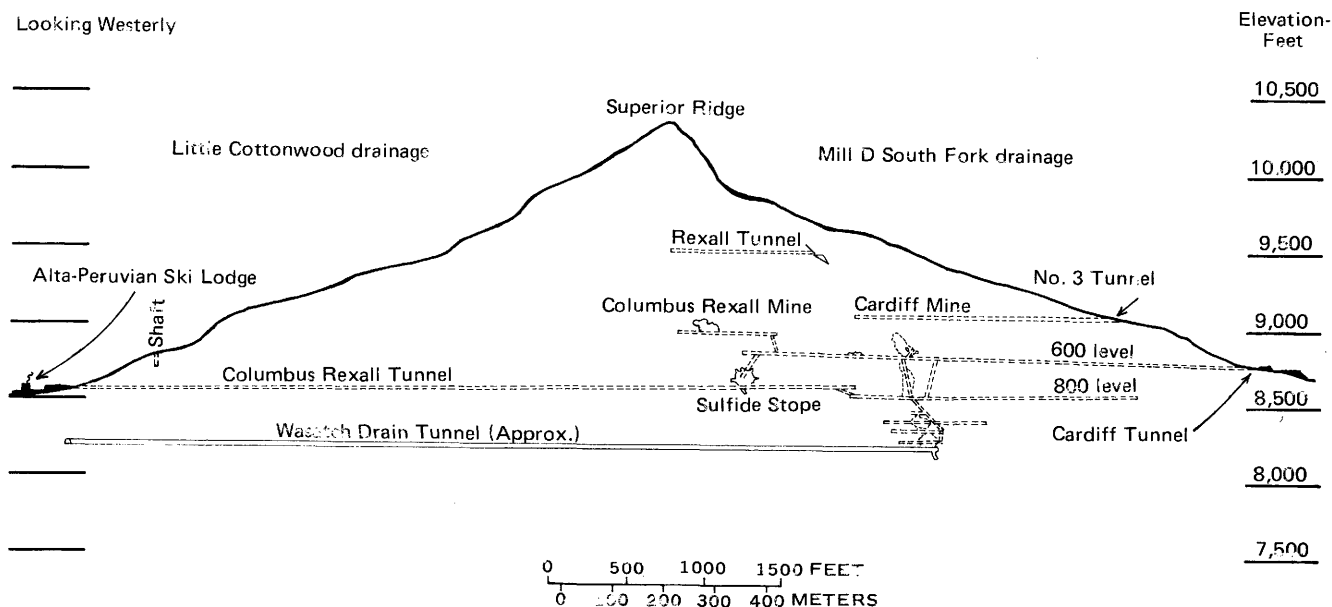 Looking Westerly
Elevation-
Feet
10,500
Superior Ridge
Little Cottonwood drainage
Mill D South Fork drainage
10,000
Rexall Tunnel
9,500
Alta-Peruvian Ski Lodge
No. 3 Tunnel
Shaft
Columbus Rexall Mine
Cardiff Mine
9,000
600 level
Columbus Rexall Tunnel
800 level
Sulfide Stope
8,500
Wasatch Drain Tunnel (Approx.)
Cardiff Tunnel
8,000
7,500
0 500 1000 1500 FEET
0 100 200 300 400 METERS